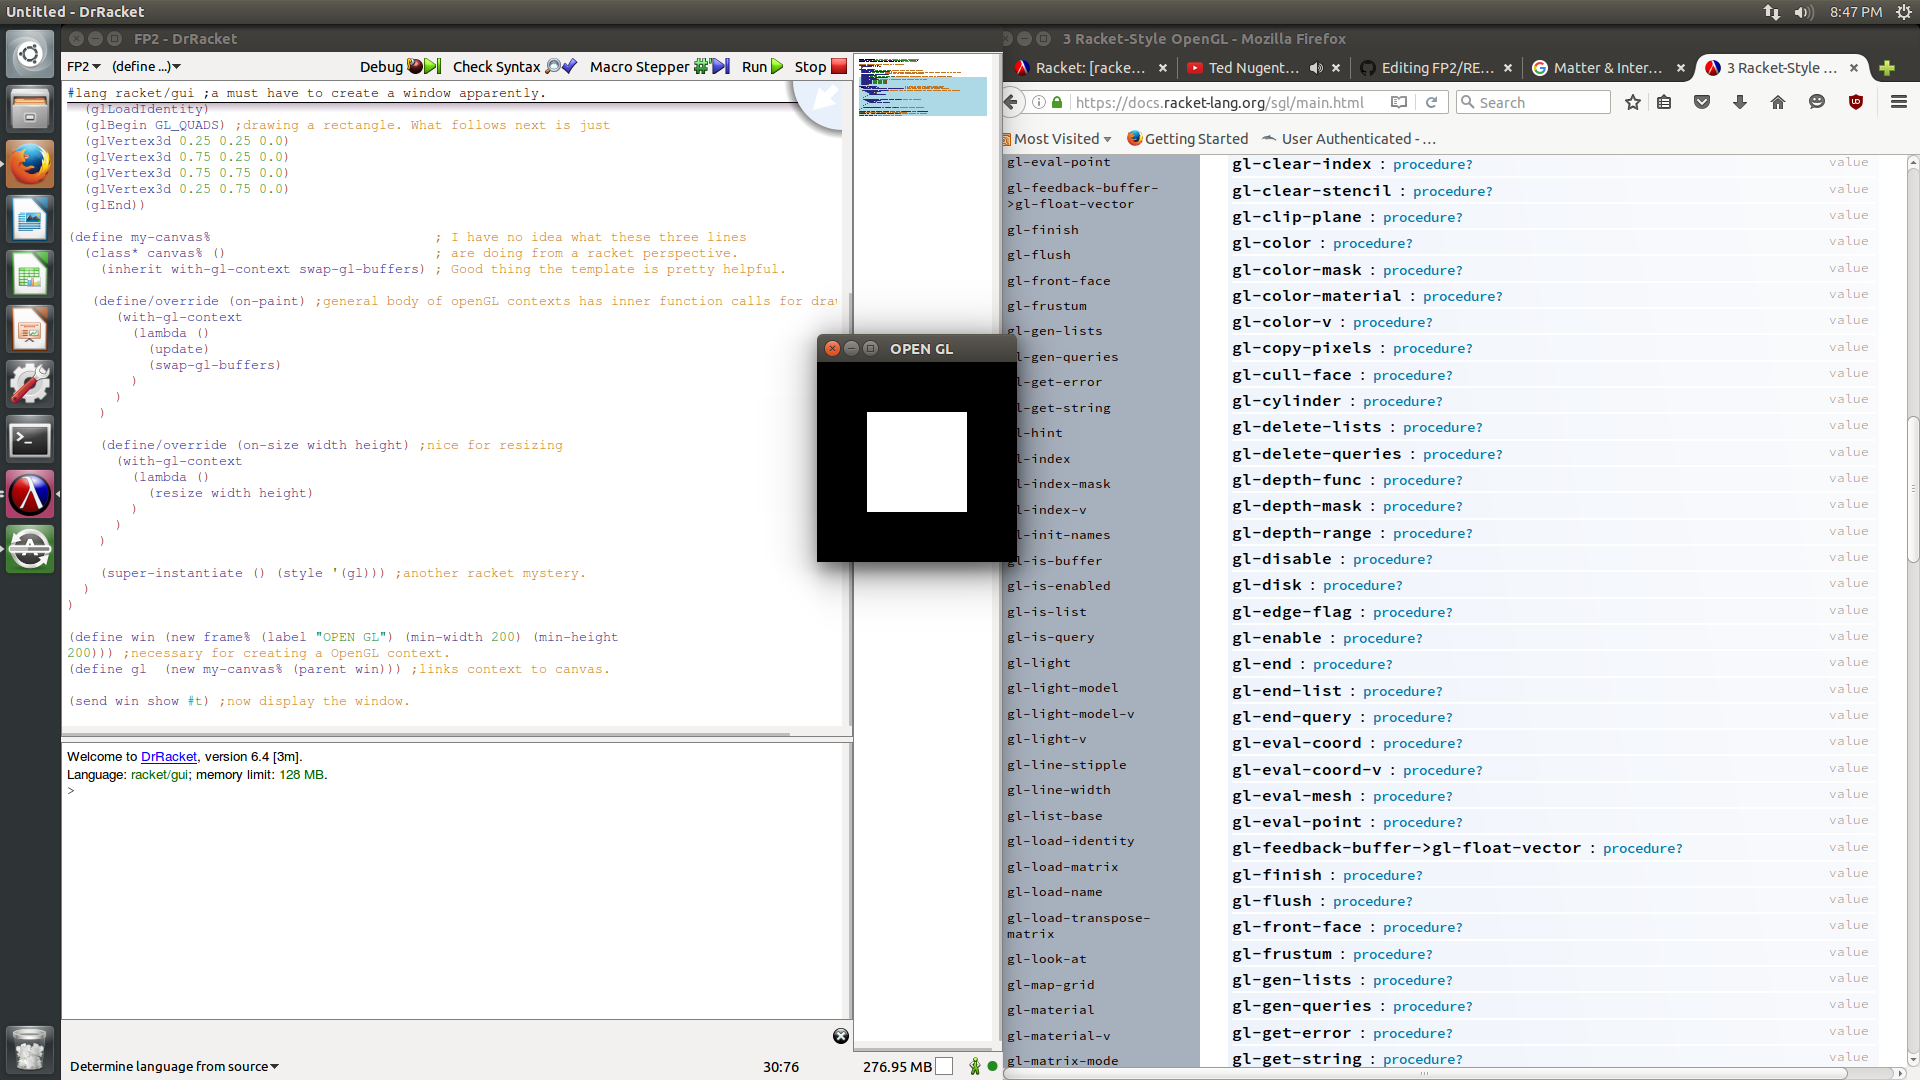 Untitled - DrRacket
8:47 PM
FP2 - DrRacket
FP2
(define ...)
Debug
Check Syntax
Macro Stepper
Run
Stop
#lang racket/gui ;a must have to create a window apparently.
(glLoadIdentity)
(glBegin GL_QUADS) ;drawing a rectangle. What follows next is just
(glVertex3d 0.25 0.25 0.0)
(glVertex3d 0.75 0.25 0.0)
(glVertex3d 0.75 0.75 0.0)
(glVertex3d 0.25 0.75 0.0)
(glEnd))
(define my-canvas% ; I have no idea what these three lines
(class* canvas% () ; are doing from a racket perspective.
(inherit with-gl-context swap-gl-buffers) ; Good thing the template is pretty helpful.
(define/override (on-paint) ;general body of openGL contexts has inner function calls for
(with-gl-context
(lambda ()
(update)
(swap-gl-buffers)
)
)
)
(define/override (on-size width height) ;nice for resizing
(with-gl-context
(lambda ()
(resize width height)
)
)
)
(super-instantiate () (style '(gl))) ;another racket mystery.
)
)
(define win (new frame% (label "OPEN GL") (min-width 200) (min-height
200))) ;necessary for creating a OpenGL context.
(define gl  (new my-canvas% (parent win))) ;links context to canvas.
(send win show #t) ;now display the window.
Welcome to DrRacket, version 6.4 [3m].
Language: racket/gui; memory limit: 128 MB.
>
Determine language from source
30:76
276.95 MB
OPEN GL
3 Racket-Style OpenGL - Mozilla Firefox
Racket: [racke...
Ted Nugent...
Editing FP2/RE...
Matter & Inter...
3 Racket-Style ...
https://docs.racket-lang.org/sgl/main.html
Search
Most Visited
Getting Started
User Authenticated - ...
gl-eval-point
gl-feedback-buffer-
>gl-float-vector
gl-finish
gl-flush
gl-front-face
gl-frustum
gl-gen-lists
gl-gen-queries
gl-get-error
gl-get-string
gl-hint
gl-index
gl-index-mask
gl-index-v
gl-init-names
gl-is-buffer
gl-is-enabled
gl-is-list
gl-is-query
gl-light
gl-light-model
gl-light-model-v
gl-light-v
gl-line-stipple
gl-line-width
gl-list-base
gl-load-identity
gl-load-matrix
gl-load-name
gl-load-transpose-
matrix
gl-look-at
gl-map-grid
gl-material
gl-material-v
gl-matrix-mode
gl-clear-index : procedure? value
gl-clear-stencil : procedure? value
gl-clip-plane : procedure? value
gl-color : procedure? value
gl-color-mask : procedure? value
gl-color-material : procedure? value
gl-color-v : procedure? value
gl-copy-pixels : procedure? value
gl-cull-face : procedure? value
gl-cylinder : procedure? value
gl-delete-lists : procedure? value
gl-delete-queries : procedure? value
gl-depth-func : procedure? value
gl-depth-mask : procedure? value
gl-depth-range : procedure? value
gl-disable : procedure? value
gl-disk : procedure? value
gl-edge-flag : procedure? value
gl-enable : procedure? value
gl-end : procedure? value
gl-end-list : procedure? value
gl-end-query : procedure? value
gl-eval-coord : procedure? value
gl-eval-coord-v : procedure? value
gl-eval-mesh : procedure? value
gl-eval-point : procedure? value
gl-feedback-buffer->gl-float-vector : procedure? value
gl-finish : procedure? value
gl-flush : procedure? value
gl-front-face : procedure? value
gl-frustum : procedure? value
gl-gen-lists : procedure? value
gl-gen-queries : procedure? value
gl-get-error : procedure? value
gl-get-string : procedure? value